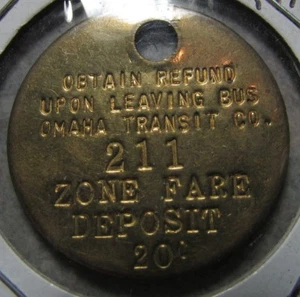 OBTAIN REFUND
UPON LEAVING BUS
OMAHA TRANSIT CO.
211
ZONE FARE
DEPOSIT
20¢